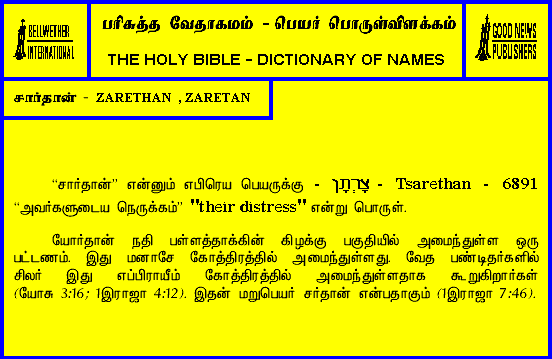 BELLWETHER
INTERNATIONAL
பரிசுத்த வேதாகமம் - பெயர் பொருள்விளக்கம்
THE HOLY BIBLE - DICTIONARY OF NAMES
GOOD NEWS
PUBLISHERS
சார்தான் - ZARETHAN , ZARETAN
“சார்தான்” என்னும் எபிரெய பெயருக்கு - צָרְתָן - Tsarethan - 6891
“அவர்களுடைய நெருக்கம்” "their distress" என்று பொருள்.
யோர்தான் நதி பள்ளத்தாக்கின் கிழக்கு பகுதியில் அமைந்துள்ள ஒரு
பட்டணம். இது மனாசே கோத்திரத்தில் அமைந்துள்ளது. வேத பண்டிதர்களில்
சிலர் இது எப்பிராயீம் கோத்திரத்தில் அமைந்துள்ளதாக கூறுகிறார்கள்
(யோசு 3:16; 1இராஜா 4:12). இதன் மறுபெயர் சர்தான் என்பதாகும் (1இராஜா 7:46).